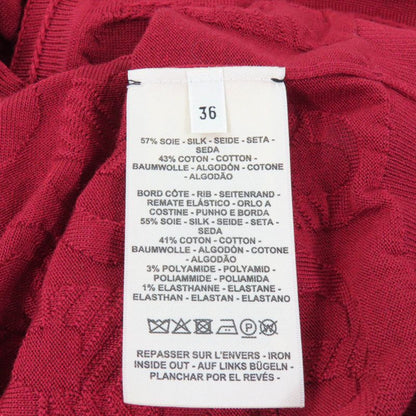 36
57% SOIE - SILK - SEIDE - SETA -
SEDA
43% COTON - COTTON -
BAUMWOLLE - ALGODÓN - COTONE
- ALGODÃO
BORD CÔTE - RIB - SEITENRAND -
REMATE ELÁSTICO - ORLO A
COSTINE - PUNHO E BORDA
55% SOIE - SILK - SEIDE - SETA -
SEDA
41% COTON - COTTON -
BAUMWOLLE - ALGODÓN - COTONE
- ALGODÃO
3% POLYAMIDE - POLYAMID -
POLIAMMIDE - POLIAMIDA
1% ELASTHANNE - ELASTANE -
ELASTHAN - ELASTAN - ELASTANO
P
REPASSER SUR L'ENVERS - IRON
INSIDE OUT - AUF LINKS BÜGELN -
PLANCHAR POR EL REVÉS -